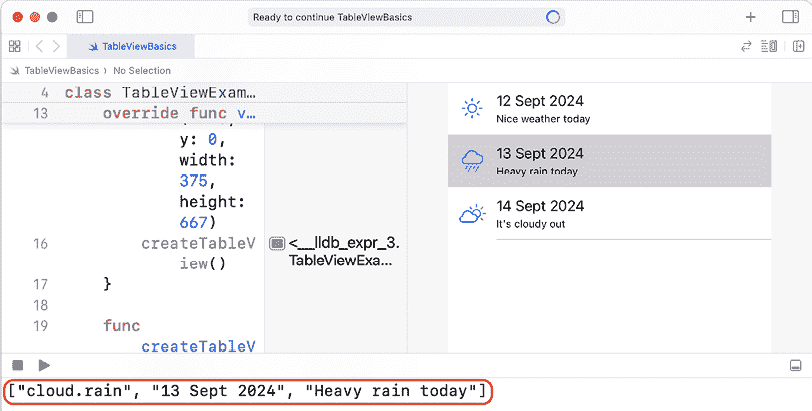 Ready to continue TableViewBasics
TableViewBasics
TableViewBasics 〉 No Selection
4 class TableViewExam…
13 override func v…
y: 0,
width:
375,
height:
667)
16 createTableV
iew()
17 }
18
19 func
createTableV
<__lldb_expr_3.
TableViewExa…
12 Sept 2024
Nice weather today
13 Sept 2024
Heavy rain today
14 Sept 2024
It's cloudy out
["cloud.rain", "13 Sept 2024", "Heavy rain today"]